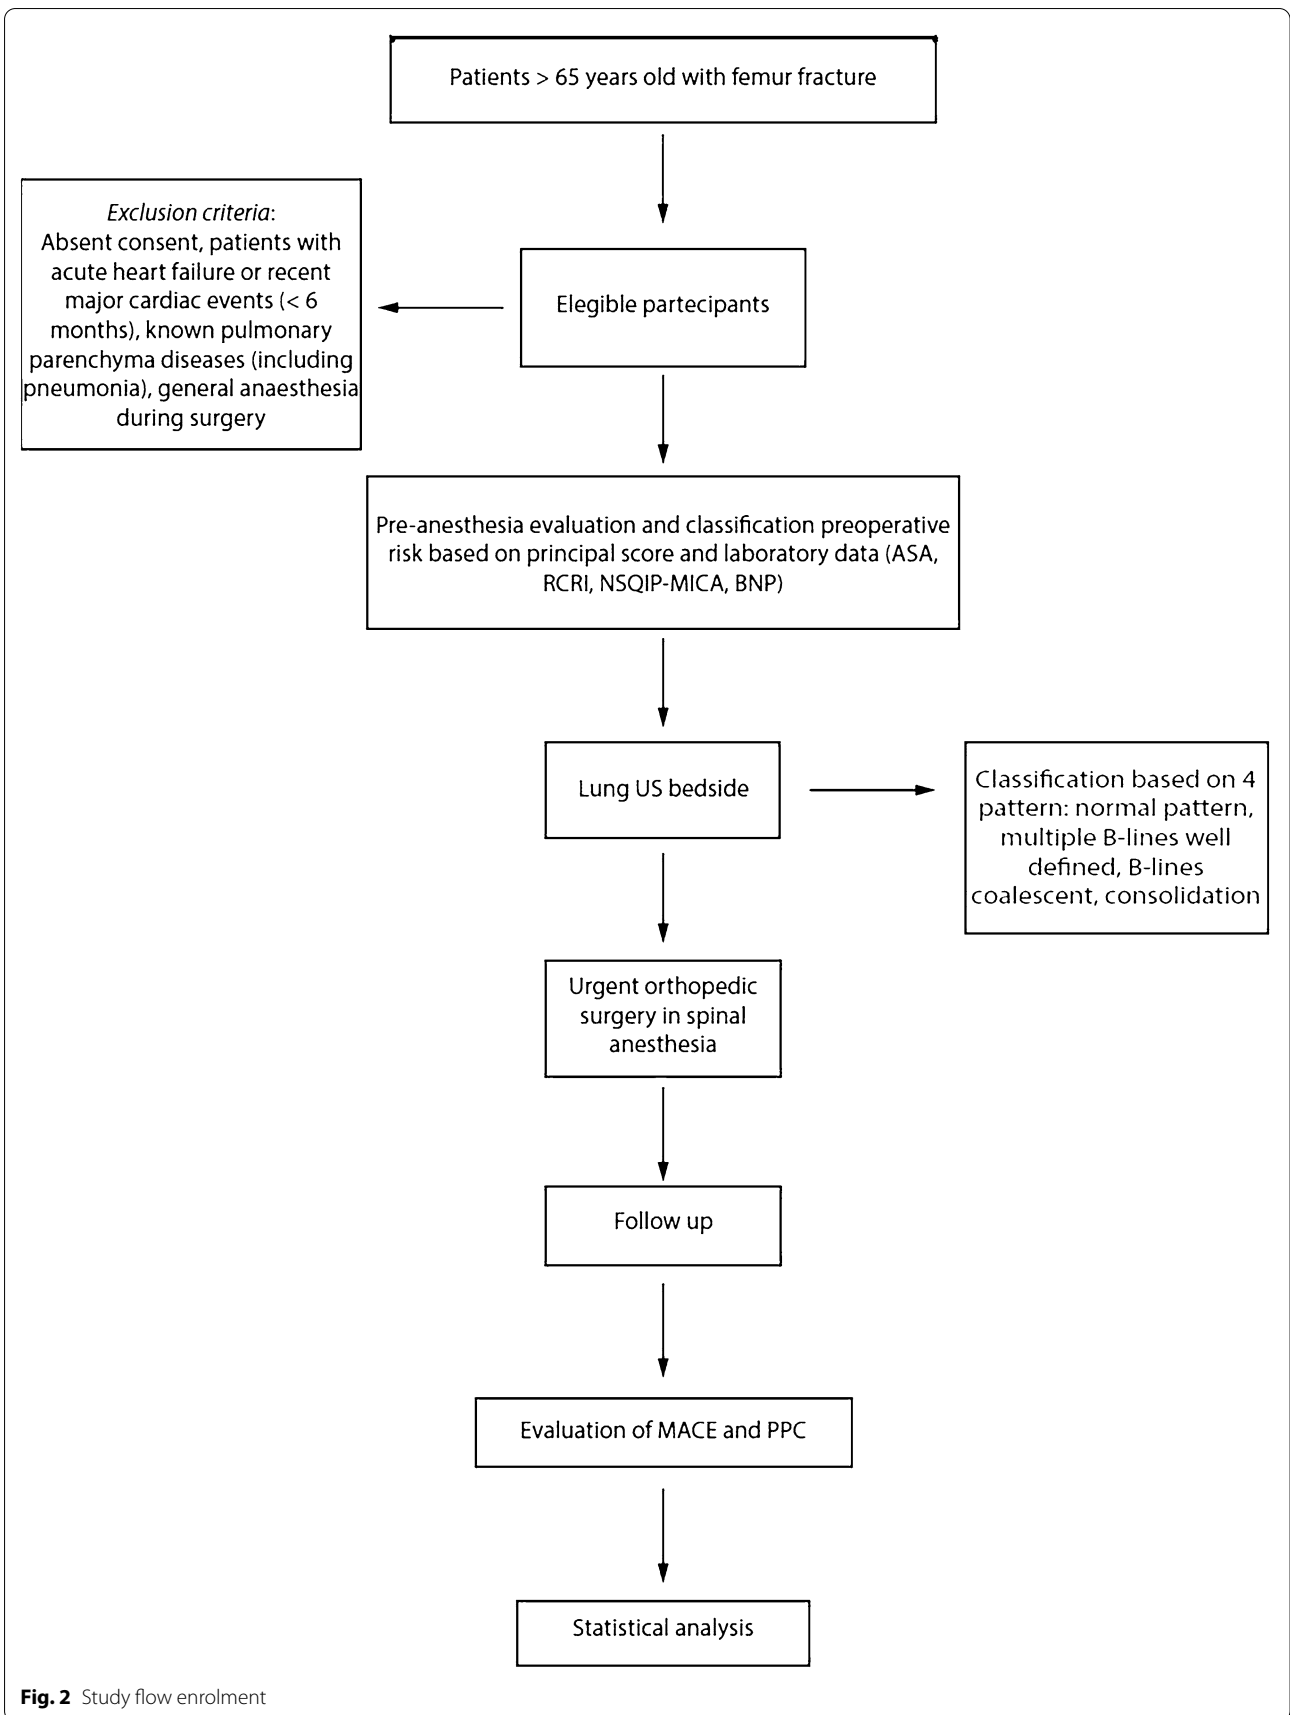 Patients > 65 years old with femur fracture
Exclusion criteria:
Absent consent, patients with
acute heart failure or recent
major cardiac events (< 6
months), known pulmonary
parenchyma diseases (including
pneumonia), general anaesthesia
during surgery
Elegible partecipants
Pre-anesthesia evaluation and classification preoperative
risk based on principal score and laboratory data (ASA,
RCRI, NSQIP-MICA, BNP)
Lung US bedside
Classification based on 4
pattern: normal pattern,
multiple B-lines well
defined, B-lines
coalescent, consolidation
Urgent orthopedic
surgery in spinal
anesthesia
Follow up
Evaluation of MACE and PPC
Statistical analysis
Fig. 2 Study flow enrolment